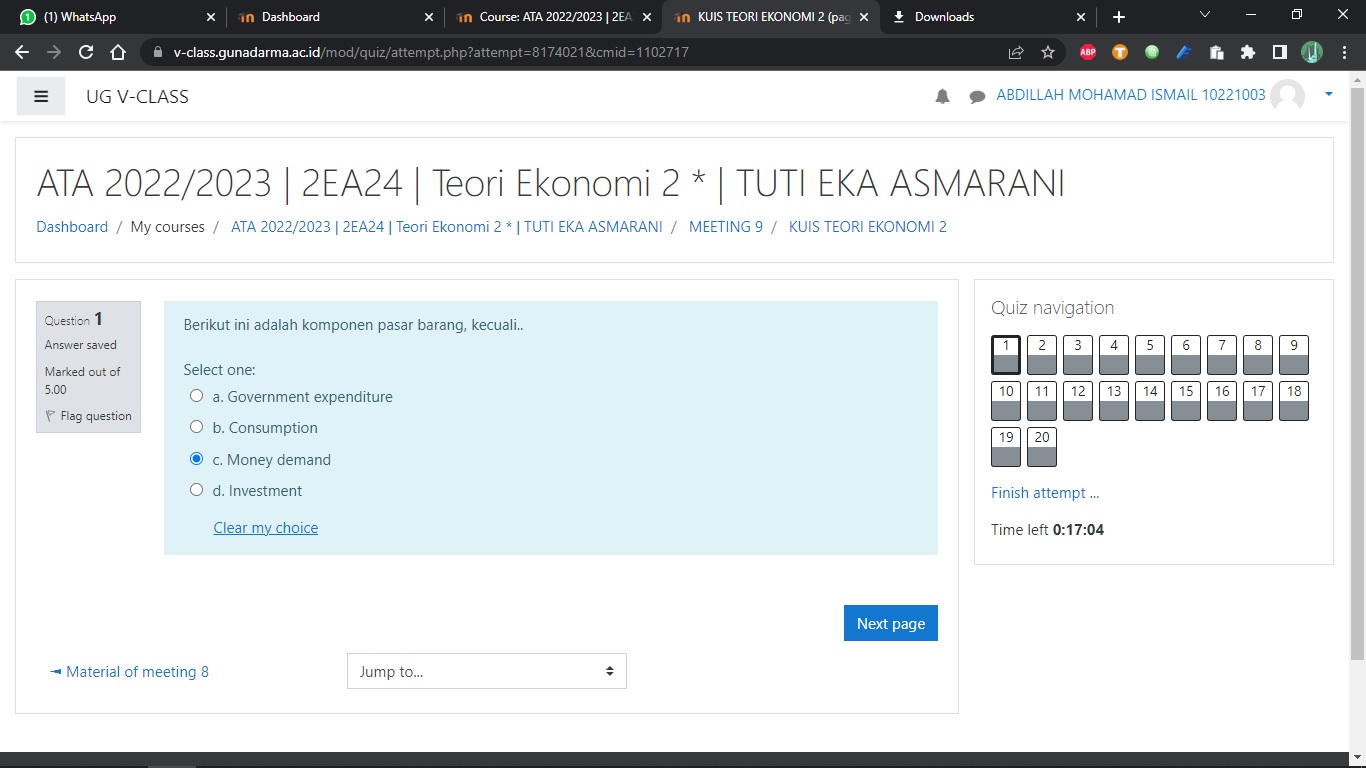 (1) WhatsApp
Dashboard
Course: ATA 2022/2023 | 2EA
KUIS TEORI EKONOMI 2 (pag
Downloads
v-class.gunadarma.ac.id/mod/quiz/attempt.php?attempt=8174021&cmid=1102717
ABP
UG V-CLASS
ABDILLAH MOHAMAD ISMAIL 10221003
ATA 2022/2023 | 2EA24 | Teori Ekonomi 2 * | TUTI EKA ASMARANI
Dashboard / My courses / ATA 2022/2023 | 2EA24 | Teori Ekonomi 2 * | TUTI EKA ASMARANI / MEETING 9 / KUIS TEORI EKONOMI 2
Question 1
Answer saved
Marked out of
5.00
Flag question
Berikut ini adalah komponen pasar barang, kecuali..
Select one:
a. Government expenditure
b. Consumption
c. Money demand
d. Investment
Clear my choice
Next page
◄ Material of meeting 8
Jump to...
Quiz navigation
1 2 3 4 5 6 7 8 9
10 11 12 13 14 15 16 17 18
19 20
Finish attempt ...
Time left 0:17:04